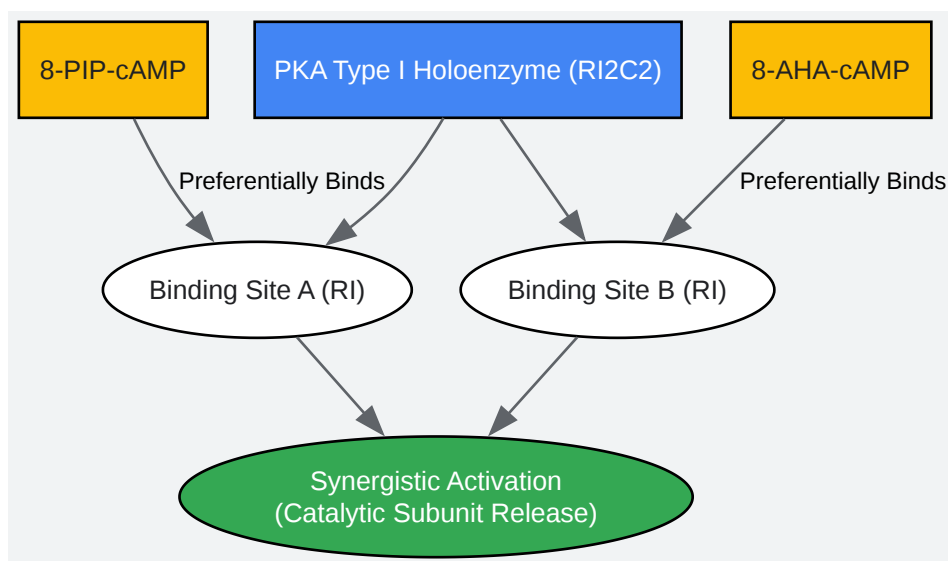 8-PIP-cAMP
PKA Type I Holoenzyme (RI2C2)
8-AHA-cAMP
Preferentially Binds
Preferentially Binds
Binding Site A (RI)
Binding Site B (RI)
Synergistic Activation
(Catalytic Subunit Release)